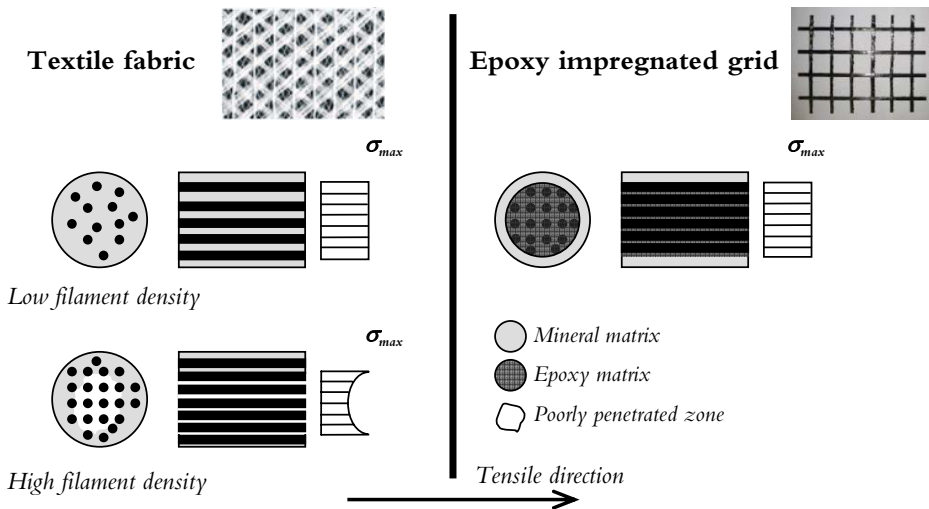 Textile fabric
Epoxy impregnated grid
σmax
σmax
Low filament density
σmax
Mineral matrix
Epoxy matrix
Poorly penetrated zone
High filament density
Tensile direction